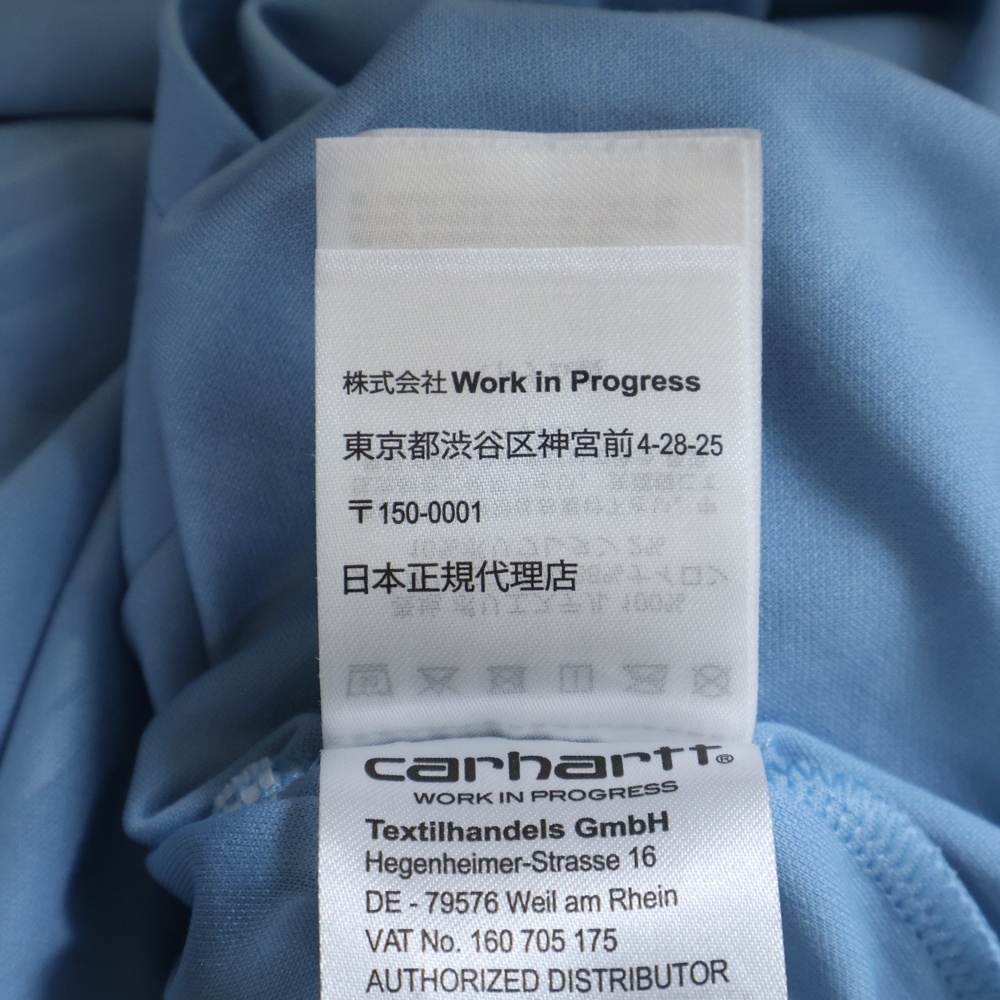 株式会社Work in Progress
東京都渋谷区神宮前4-28-25
〒150-0001
日本正規代理店
carhartt®
WORK IN PROGRESS
Textilhandels GmbH
Hegenheimer-Strasse 16
DE - 79576 Weil am Rhein
VAT No. 160 705 175
AUTHORIZED DISTRIBUTOR